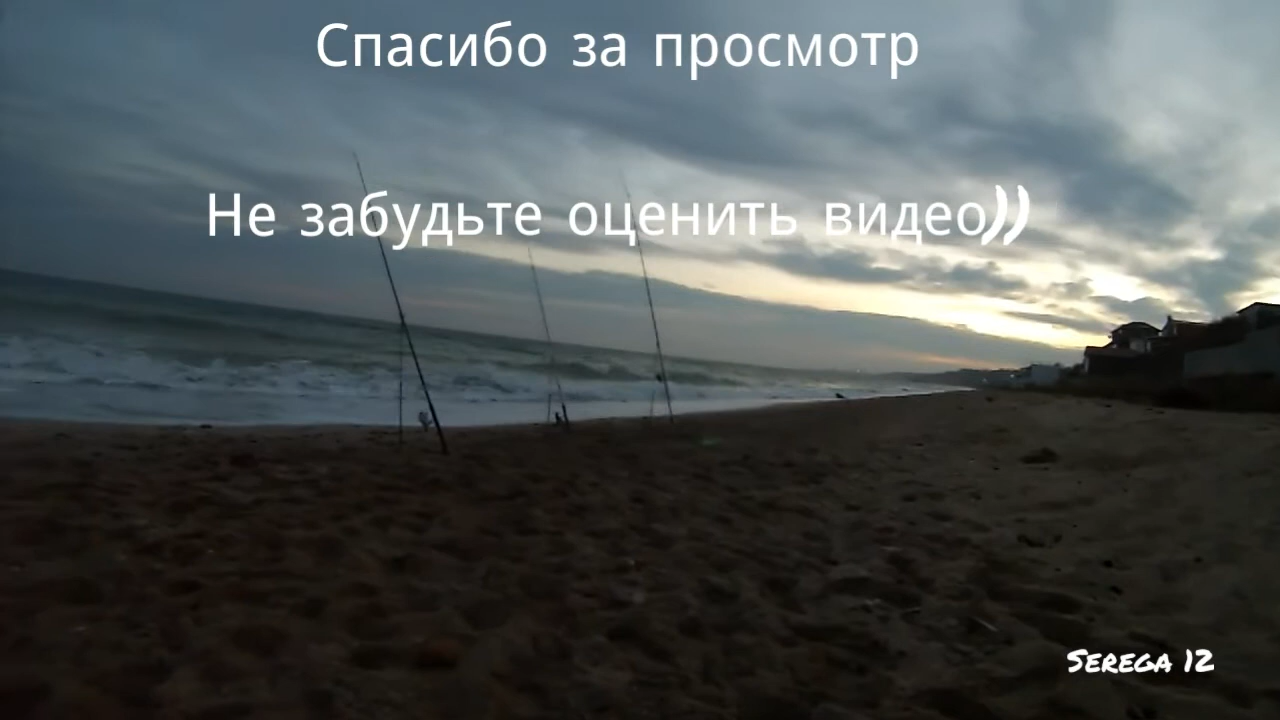 Спасибо за просмотр
Не забудьте оценить видео))
Serega 12